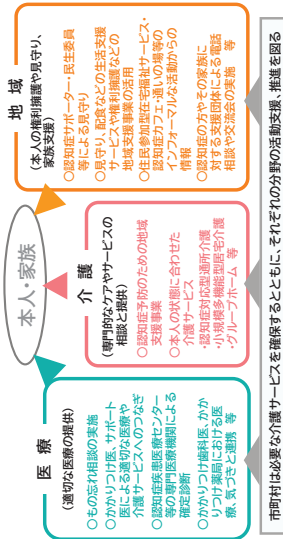 本人・家族
医療
(適切な医療の提供)
○もの忘れ相談の実施
○かかりつけ医、サポート
医による適切な医療や
介護サービスへのつなぎ
○認知症疾患医療センター
等の専門医療機関による
確定診断
○かかりつけ歯科医、かか
りつけ薬局における医
療、気づきと連携 等
介護
(専門的なケアやサービスの
相談と提供)
○認知症予防のための地域
支援事業
○本人の状態に合わせた
介護サービス
・認知症対応型通所介護
・小規模多機能型居宅介護
・グループホーム 等
地域
(本人の権利擁護や見守り、
家族支援)
○認知症サポーター・民生委員
等による見守り
○見守り、配食などの生活支援
サービスや権利擁護などの
地域支援事業の活用
○住民参加型在宅福祉サービス・
認知症カフェ・通いの場等の
インフォーマルな活動からの
情報
○認知症の方やその家族に
対する支援団体による電話
相談や交流会の実施 等
市町村は必要な介護サービスを確保するとともに、それぞれの分野の活動支援、推進を図る